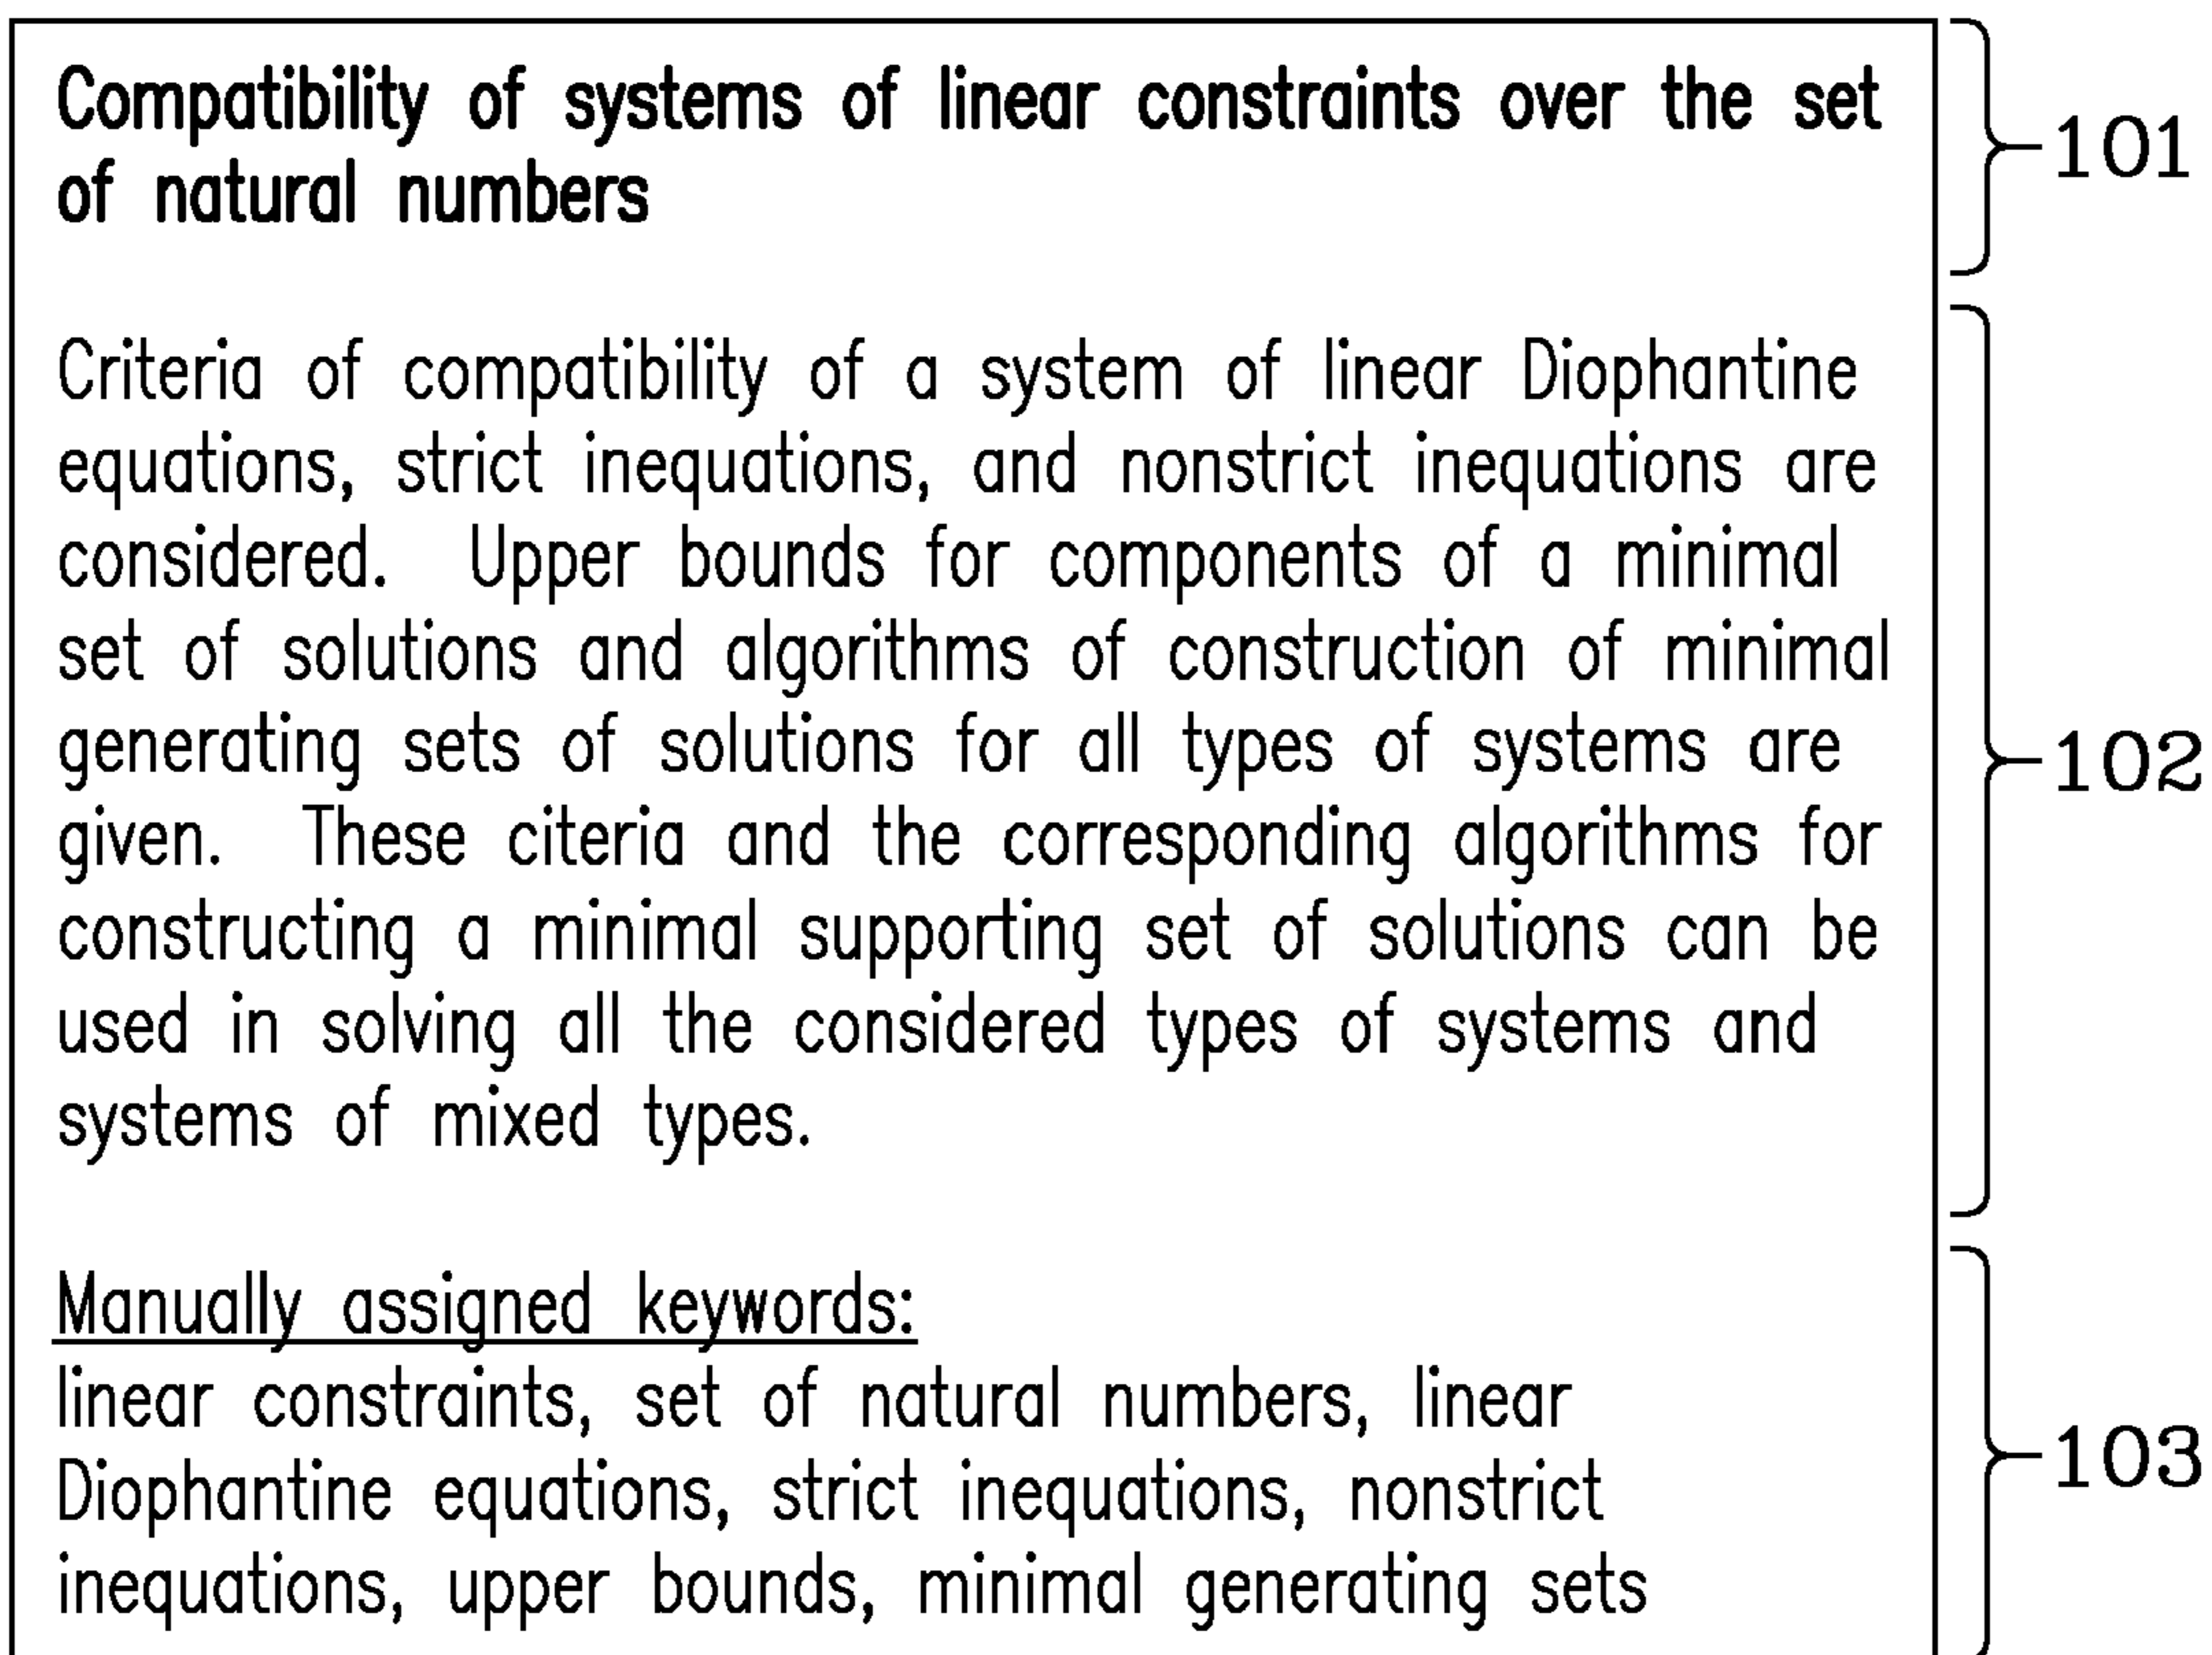 Compatibility of systems of linear constraints over the set
of natural numbers
101
Criteria of compatibility of a system of linear Diophantine
equations, strict inequations, and nonstrict inequations are
considered. Upper bounds for components of a minimal
set of solutions and algorithms of construction of minimal
generating sets of solutions for all types of systems are
given. These citeria and the corresponding algorithms for
constructing a minimal supporting set of solutions can be
used in solving all the considered types of systems and
systems of mixed types.
102
Manually assigned keywords:
linear constraints, set of natural numbers, linear
Diophantine equations, strict inequations, nonstrict
inequations, upper bounds, minimal generating sets
103